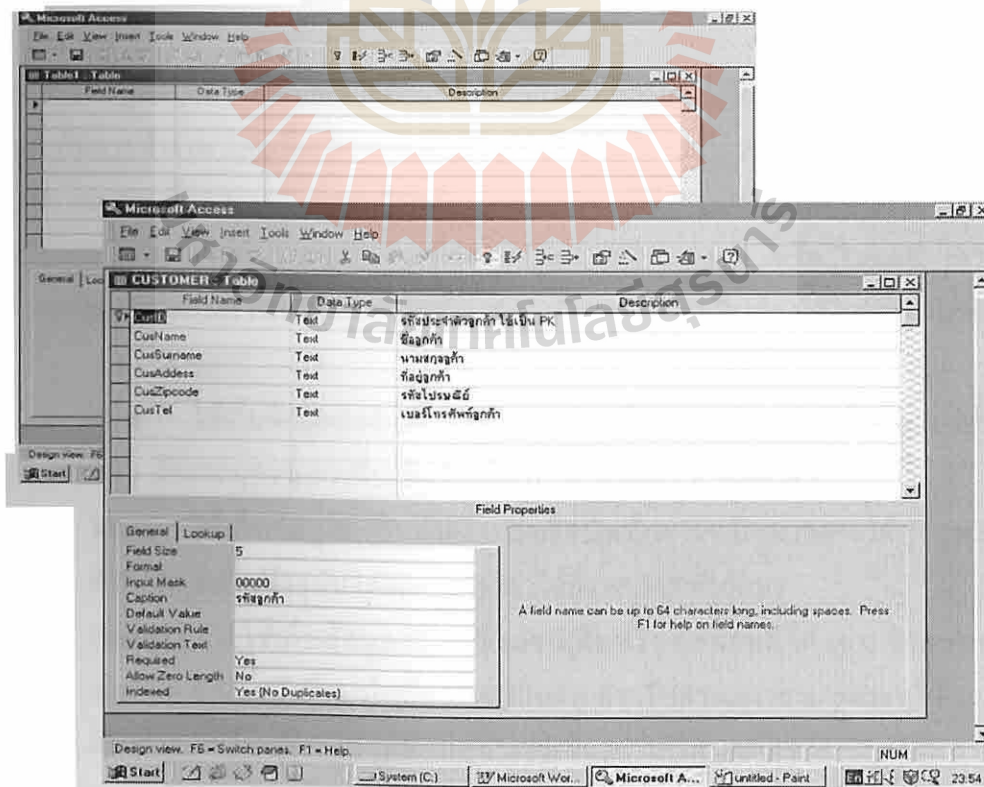 Microsoft Access
File Edit View Insert Tools Window Help
Table1 : Table
Field Name Data Type Description
General
Design view. F6
Start
Microsoft Access
File Edit View Insert Tools Window Help
CUSTOMER : Table
Field Name Data Type Description
CusID Text รหัสประจำตัวลูกค้า ใช้เป็น PK
CusName Text ชื่อลูกค้า
CusSurname Text นามสกุลลูกค้า
CusAddess Text ที่อยู่ลูกค้า
CusZipcode Text รหัสไปรษณีย์
CusTel Text เบอร์โทรศัพท์ลูกค้า
Field Properties
General Lookup
Field Size 5
Format
Input Mask 00000
Caption รหัสลูกค้า
Default Value
Validation Rule
Validation Text
Required Yes
Allow Zero Length No
Indexed Yes (No Duplicates)
A field name can be up to 64 characters long, including spaces. Press
F1 for help on field names.
Design view. F6 = Switch panes. F1 = Help.
NUM
Start System (C:) Microsoft Wor... Microsoft A... untitled - Paint 23:54